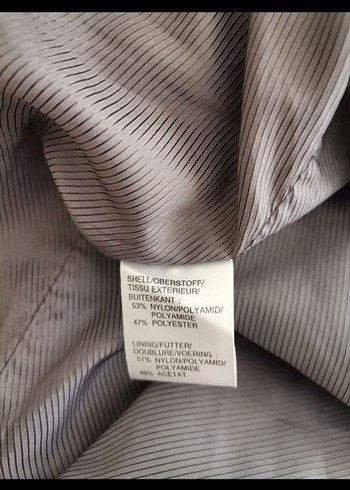 SHELL/OBERSTOFF/
TISSU EXTERIEUR/
BUITENKANT :
53% NYLON/POLYAMID/
POLYAMIDE
47% POLYESTER
LINING/FUTTER/
DOUBLURE/VOERING :
51% NYLON/POLYAMID/
POLYAMIDE
49% ACETAT